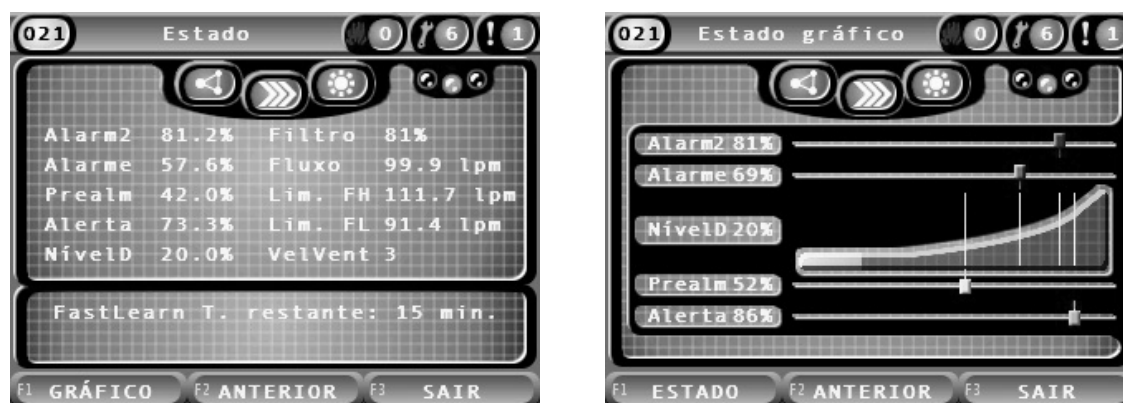 021 Estado 0 6 ! 1
Alarm2 81.2% Filtro 81%
Alarme 57.6% Fluxo 99.9 lpm
Prealm 42.0% Lim. FH 111.7 lpm
Alerta 73.3% Lim. FL 91.4 lpm
NívelD 20.0% VelVent 3
FastLearn T. restante: 15 min.
F1 GRÁFICO F2 ANTERIOR F3 SAIR
021 Estado gráfico 0 6 ! 1
Alarm2 81%
Alarme 69%
NívelD 20%
Prealm 52%
Alerta 86%
F1 ESTADO F2 ANTERIOR F3 SAIR